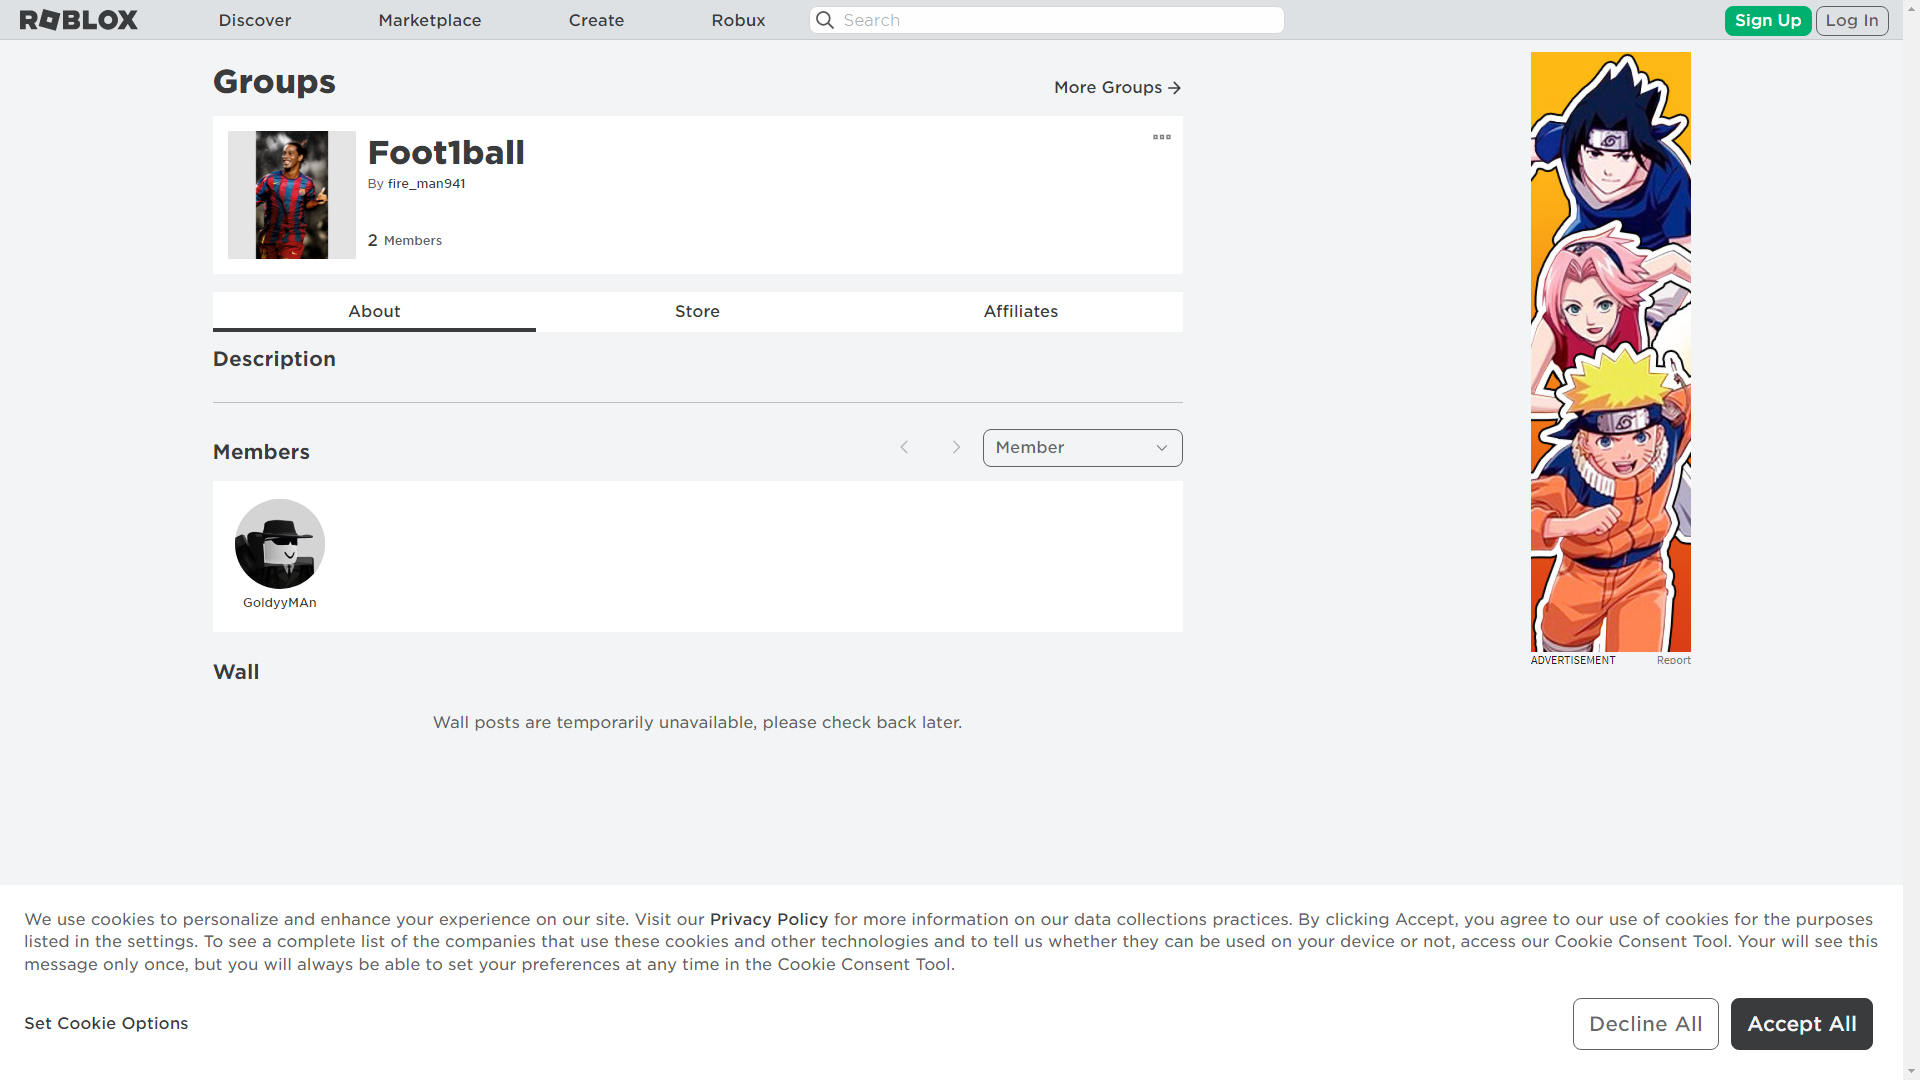 ROBLOX
Discover
Marketplace
Create
Robux
Search
Sign Up
Log In
Groups
More Groups
Foot1ball
By fire_man941
2 Members
About
Store
Affiliates
Description
Members
Member
GoldyyMAn
Wall
Wall posts are temporarily unavailable, please check back later.
ADVERTISEMENT
Report
We use cookies to personalize and enhance your experience on our site. Visit our Privacy Policy for more information on our data collections practices. By clicking Accept, you agree to our use of cookies for the purposes
listed in the settings. To see a complete list of the companies that use these cookies and other technologies and to tell us whether they can be used on your device or not, access our Cookie Consent Tool. Your will see this
message only once, but you will always be able to set your preferences at any time in the Cookie Consent Tool.
Set Cookie Options
Decline All
Accept All